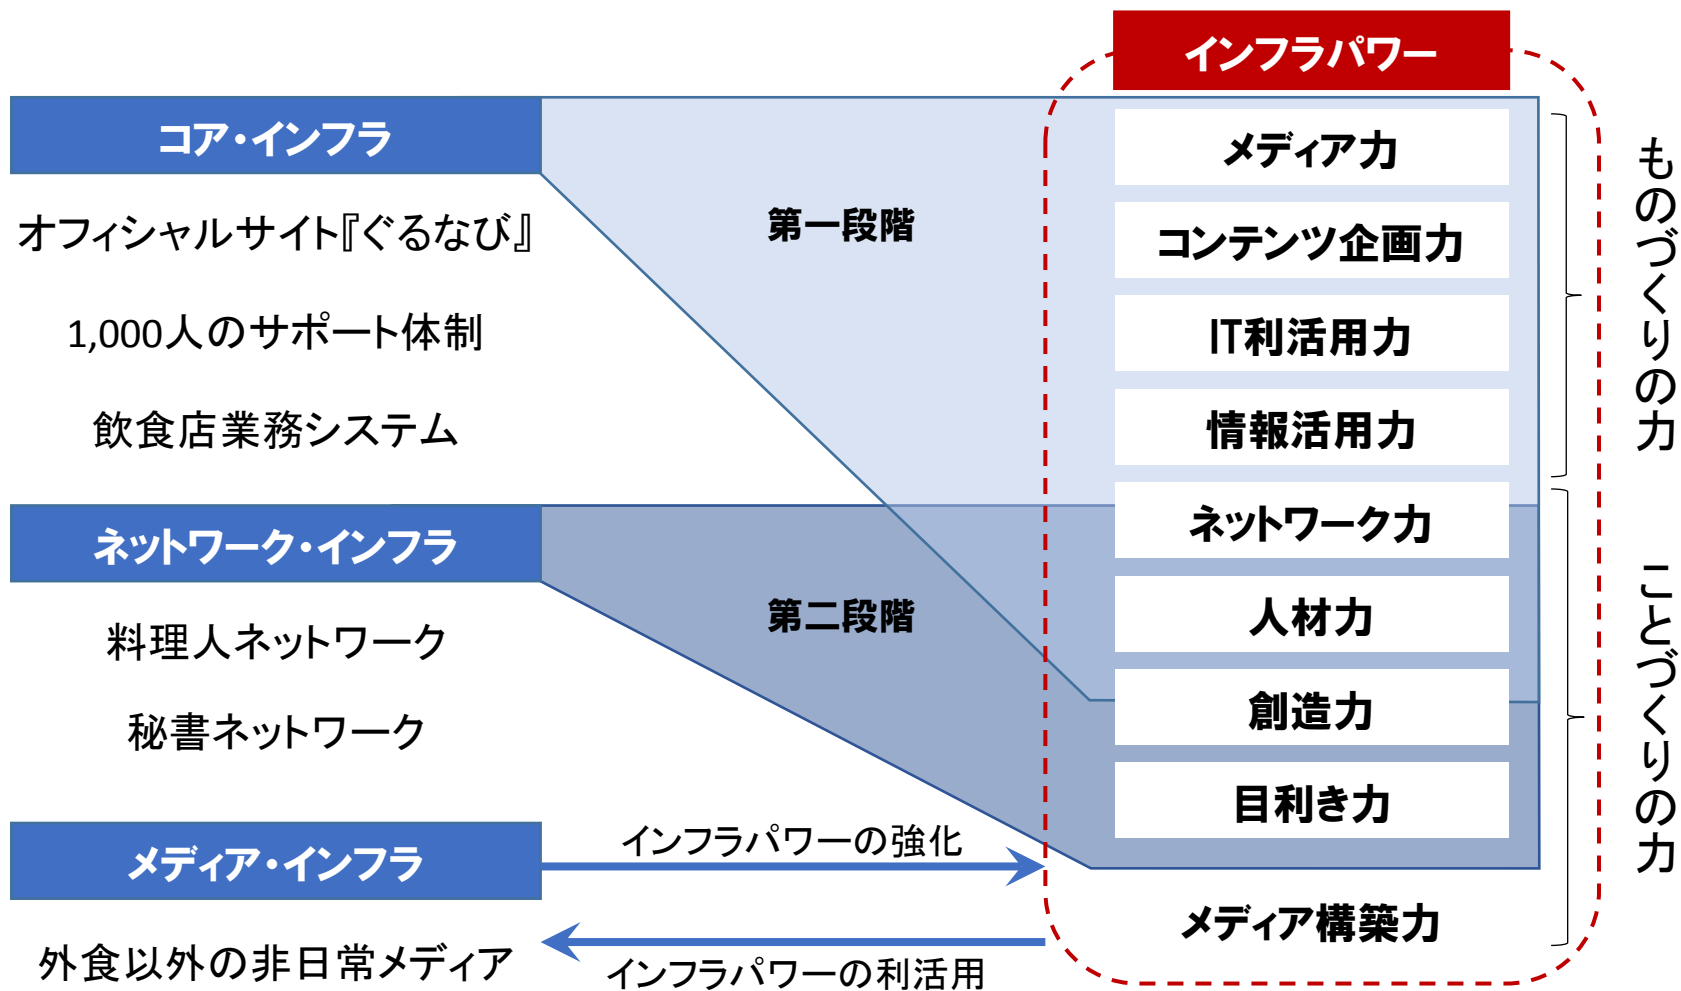 インフラパワー
コア・インフラ
オフィシャルサイト『ぐるなび』
1,000人のサポート体制
飲食店業務システム
ネットワーク・インフラ
料理人ネットワーク
秘書ネットワーク
メディア・インフラ
外食以外の非日常メディア
第一段階
第二段階
インフラパワーの強化
インフラパワーの利活用
メディア力
コンテンツ企画力
IT利活用力
情報活用力
ネットワーク力
人材力
創造力
目利き力
メディア構築力
ものづくりの力
ことづくりの力